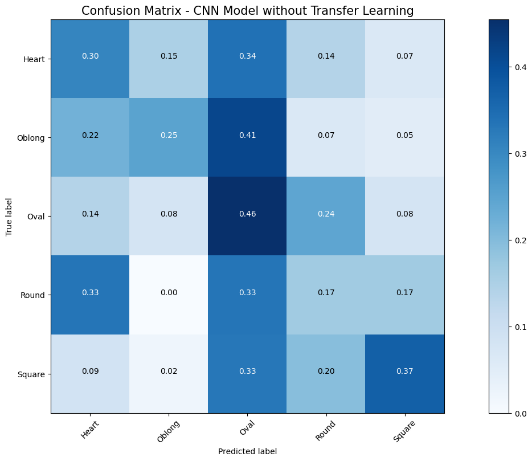 Confusion Matrix - CNN Model without Transfer Learning
Heart 0.30 0.15 0.34 0.14 0.07
Oblong 0.22 0.25 0.41 0.07 0.05
Oval 0.14 0.08 0.46 0.24 0.08
Round 0.33 0.00 0.33 0.17 0.17
Square 0.09 0.02 0.33 0.20 0.37
Heart Oblong Oval Round Square
True label
Predicted label
0.4
0.3
0.2
0.1
0.0